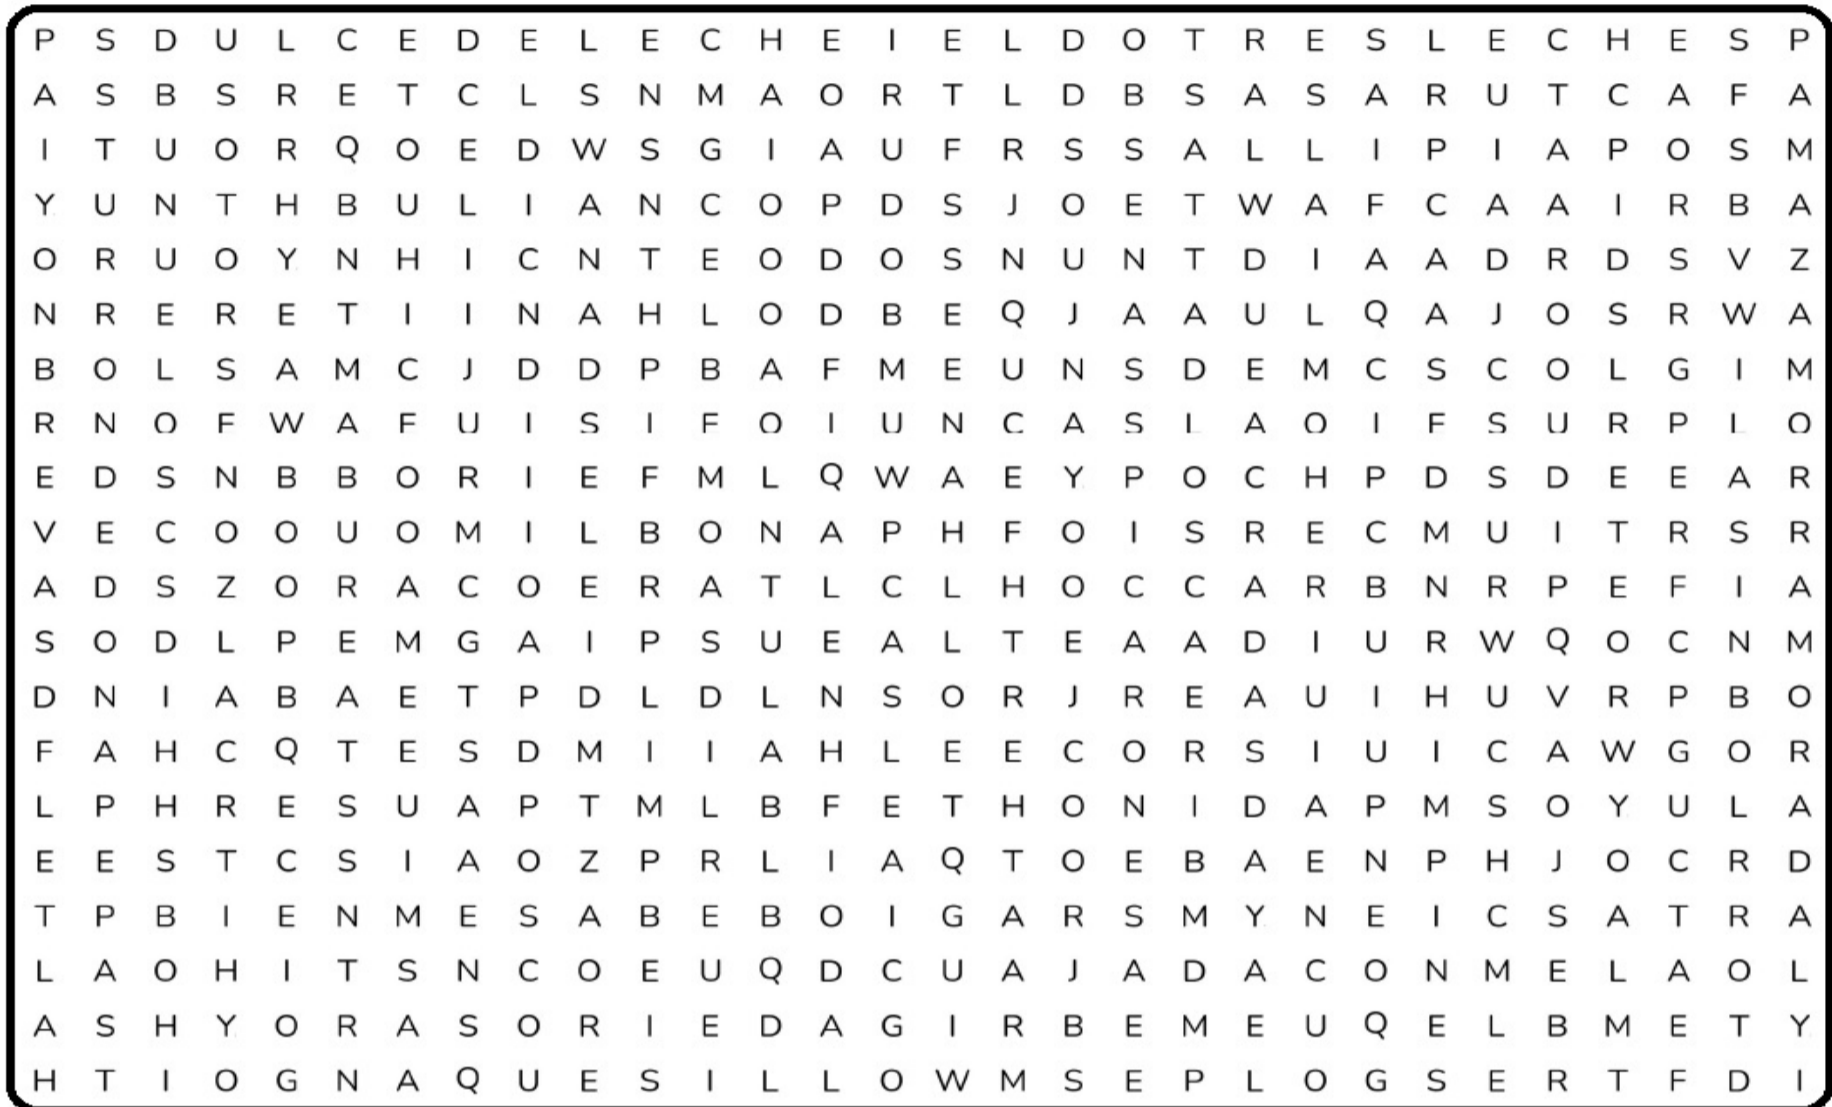 P S D U L C E D E L E C H E I E L D O T R E S L E C H E S P
A S B S R E T C L S N M A O R T L D B S A S A R U T C A F A
I T U O R Q O E D W S G I A U F R S S A L L I P I A P O S M
Y U N T H B U L I A N C O P D S J O E T W A F C A A I R B A
O R U O Y N H I C N T E O D O S N U N T D I A A D R D S V Z
N R E R E T I I N A H L O D B E Q J A A U L Q A J O S R W A
B O L S A M C J D D P B A F M E U N S D E M C S C O L G I M
R N O F W A F U I S I F O I U N C A S L A O I F S U R P L O
E D S N B B O R I E F M L Q W A E Y P O C H P D S D E E A R
V E C O O U O M I L B O N A P H F O I S R E C M U I T R S R
A D S Z O R A C O E R A T L C L H O C C A R B N R P E F I A
S O D L P E M G A I P S U E A L T E A A D I U R W Q O C N M
D N I A B A E T P D L D L N S O R J R E A U I H U V R P B O
F A H C Q T E S D M I I A H L E E C O R S I U I C A W G O R
L P H R E S U A P T M L B F E T H O N I D A P M S O Y U L A
E E S T C S I A O Z P R L I A Q T O E B A E N P H J O C R D
T P B I E N M E S A B E B O I G A R S M Y N E I C S A T R A
L A O H I T S N C O E U Q D C U A J A D A C O N M E L A O L
A S H Y O R A S O R I E D A G I R B E M E U Q E L B M E T Y
H T I O G N A Q U E S I L L O W M S E P L O G S E R T F D I